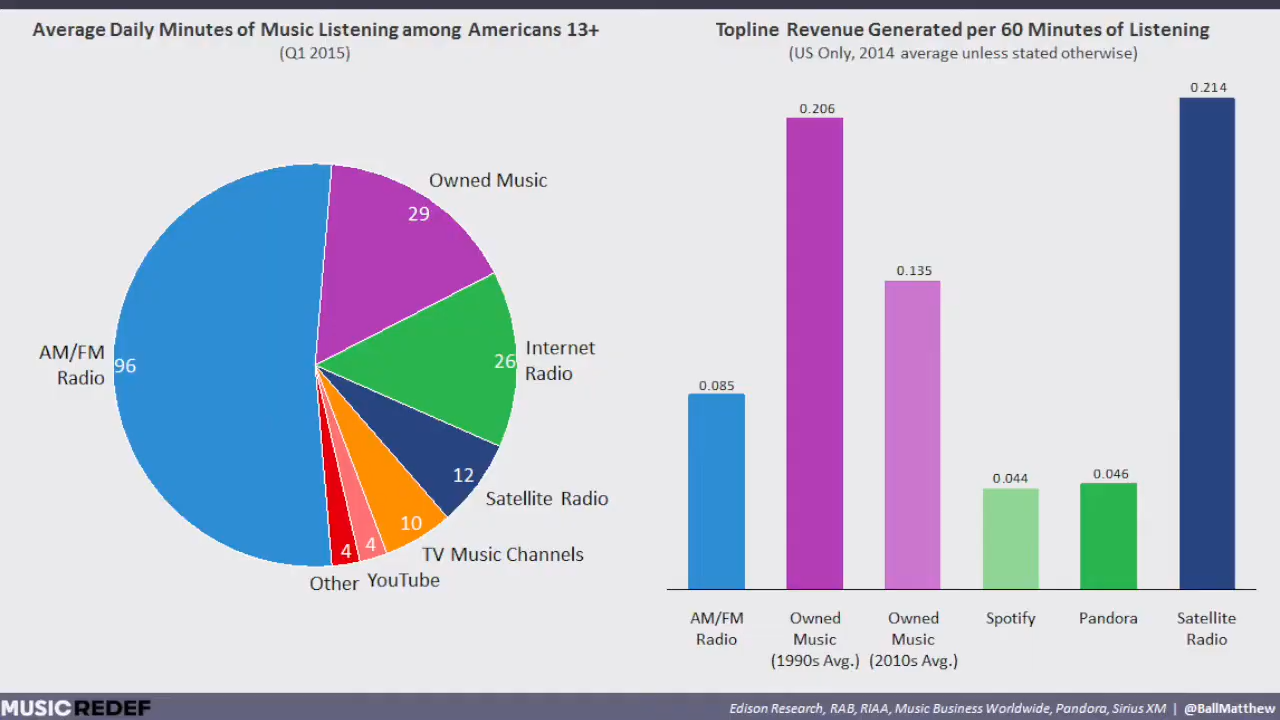 Average Daily Minutes of Music Listening among Americans 13+
(Q1 2015)
Owned Music
29
AM/FM
Radio
96
26
Internet
Radio
12
Satellite Radio
10
TV Music Channels
4
YouTube
4
Other
Topline Revenue Generated per 60 Minutes of Listening
(US Only, 2014 average unless stated otherwise)
0.085
0.206
0.135
0.044
0.046
0.214
AM/FM
Radio
Owned
Music
(1990s Avg.)
Owned
Music
(2010s Avg.)
Spotify
Pandora
Satellite
Radio
MUSICREDEF
Edison Research, RAB, RIAA, Music Business Worldwide, Pandora, Sirius XM | @BallMatthew